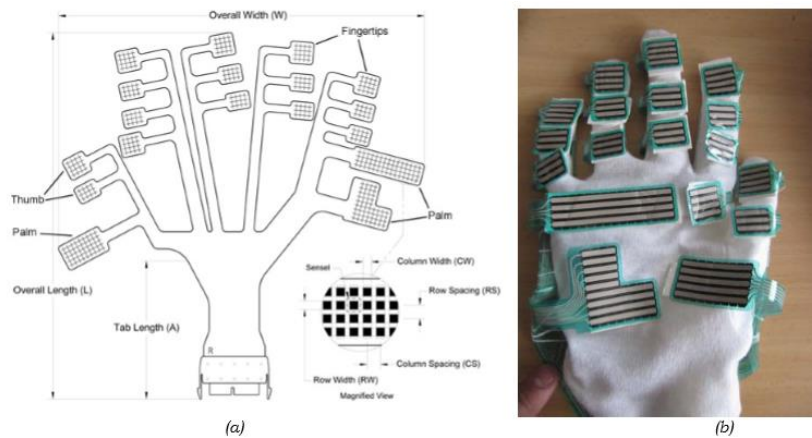 Overall Width (W)
Fingertips
Thumb
Palm
Palm
Column Width (CW)
Sensel
Row Spacing (RS)
Overall Length (L)
Tab Length (A)
R
Column Spacing (CS)
Row Width (RW)
Magnified View
(a)
(b)